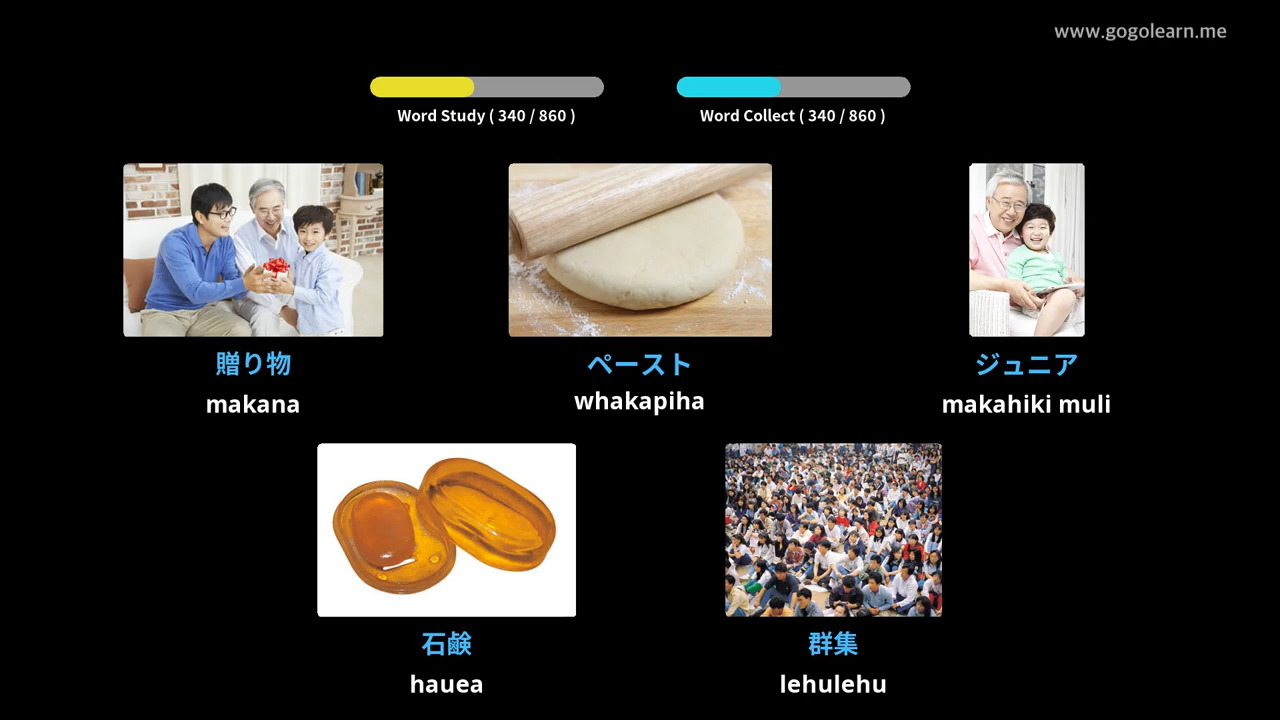 www.gogolearn.me
Word Study ( 340 / 860 )
Word Collect ( 340 / 860 )
贈り物
makana
ペースト
whakapiha
ジュニア
makahiki muli
石鹸
hauea
群集
lehulehu